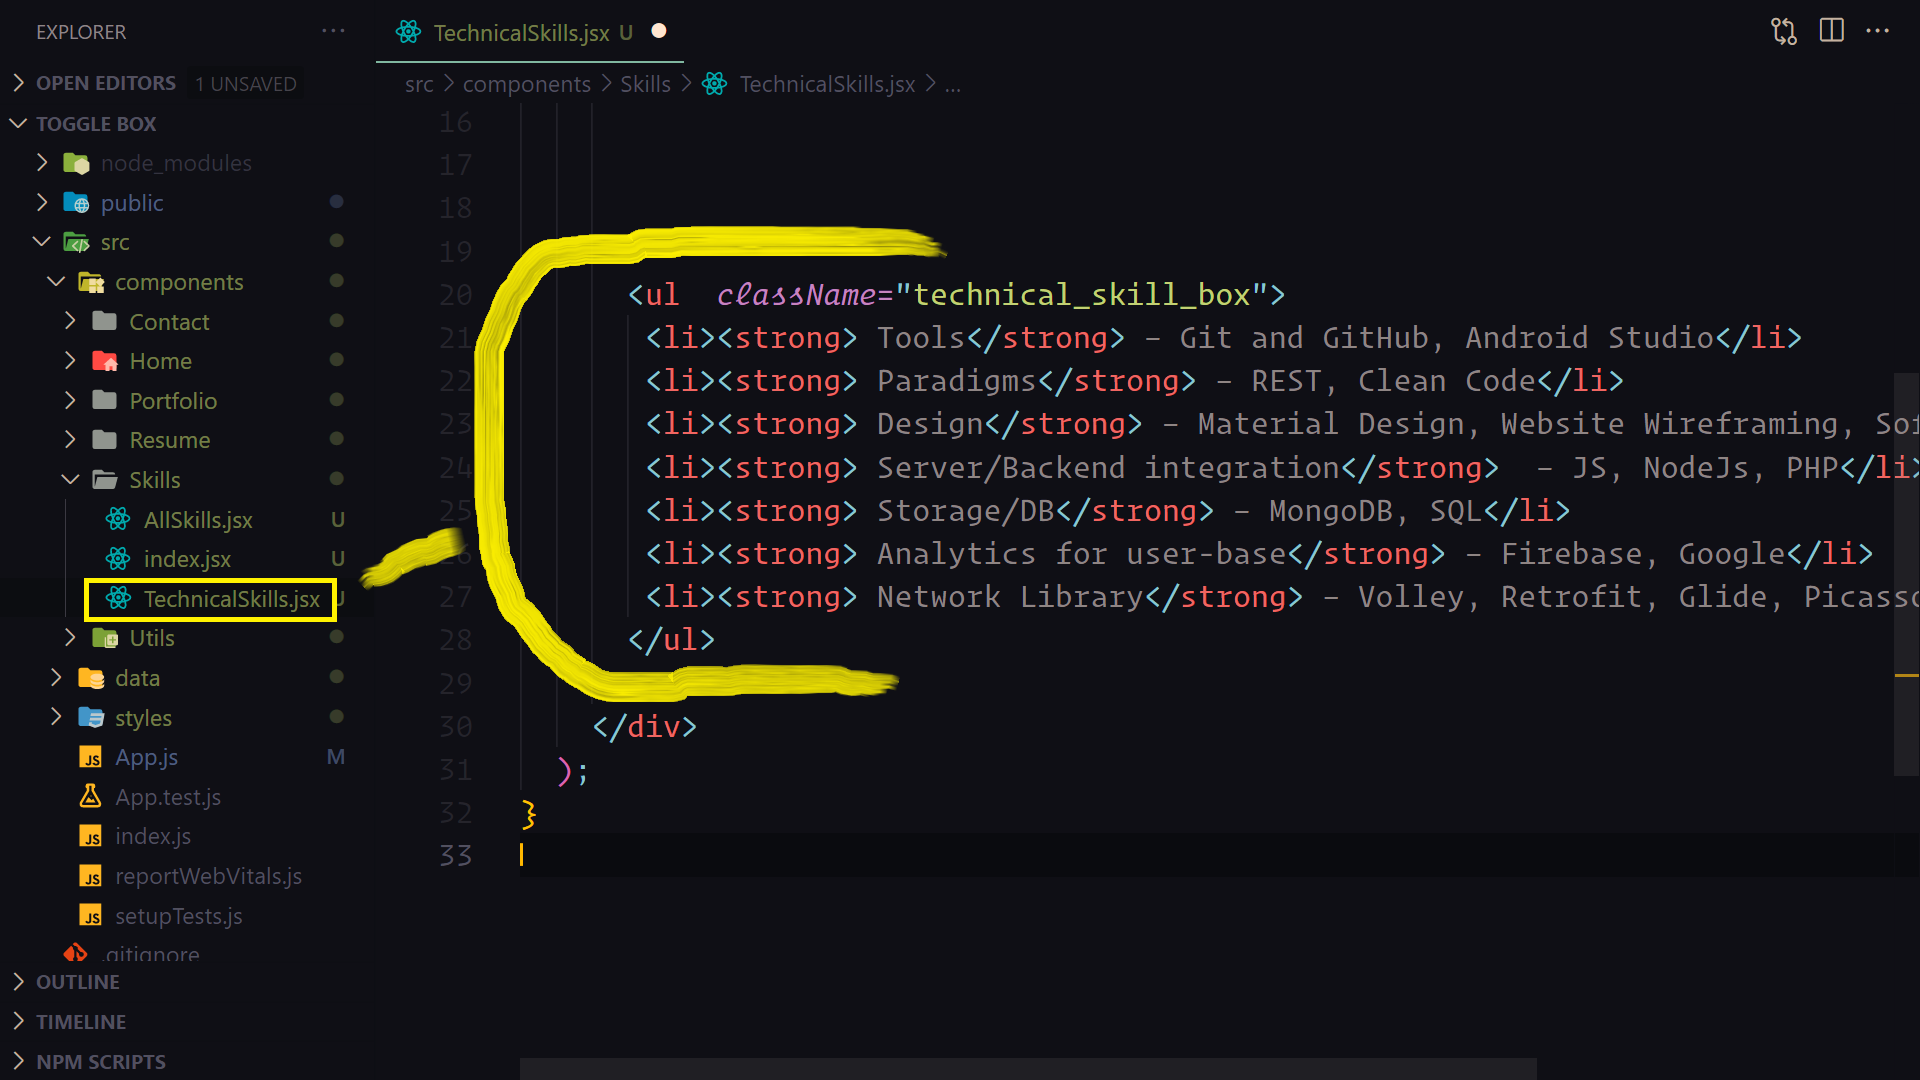 EXPLORER
OPEN EDITORS 1 UNSAVED
TOGGLE BOX
node_modules
public
src
components
Contact
Home
Portfolio
Resume
Skills
AllSkills.jsx U
index.jsx U
TechnicalSkills.jsx
Utils
data
styles
App.js M
App.test.js
index.js
reportWebVitals.js
setupTests.js
.gitignore
OUTLINE
TIMELINE
NPM SCRIPTS
TechnicalSkills.jsx U
src > components > Skills > TechnicalSkills.jsx > ...
16
17
18
19
20 <ul className="technical_skill_box">
21 <li><strong> Tools</strong> – Git and GitHub, Android Studio</li>
22 <li><strong> Paradigms</strong> – REST, Clean Code</li>
23 <li><strong> Design</strong> – Material Design, Website Wireframing, Sof
24 <li><strong> Server/Backend integration</strong> – JS, NodeJs, PHP</li>
25 <li><strong> Storage/DB</strong> – MongoDB, SQL</li>
26 <li><strong> Analytics for user-base</strong> – Firebase, Google</li>
27 <li><strong> Network Library</strong> – Volley, Retrofit, Glide, Picasso
28 </ul>
29
30 </div>
31 );
32 }
33